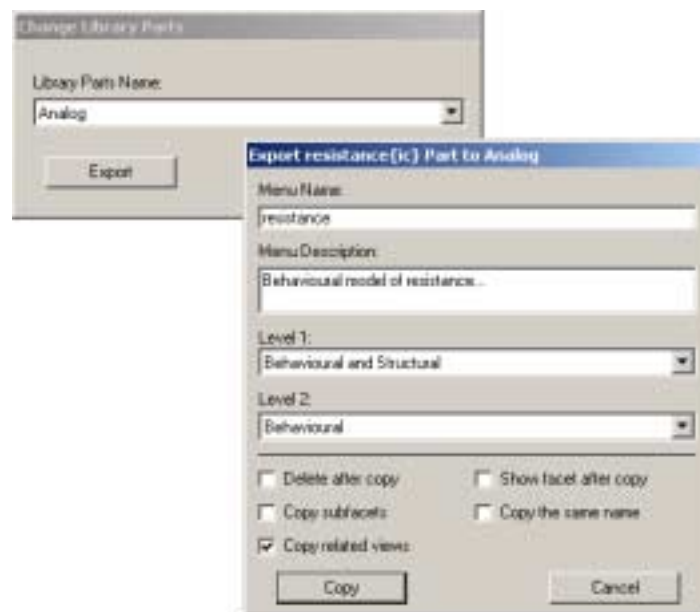 Change Library Parts
Library Parts Name:
Analog
Export
Export resistance{ic} Part to Analog
Menu Name:
resistance
Menu Description:
Behavioural model of resistance...
Level 1:
Behavioural and Structural
Level 2:
Behavioural
Delete after copy
Show facet after copy
Copy subfacets
Copy the same name
Copy related views
Copy
Cancel